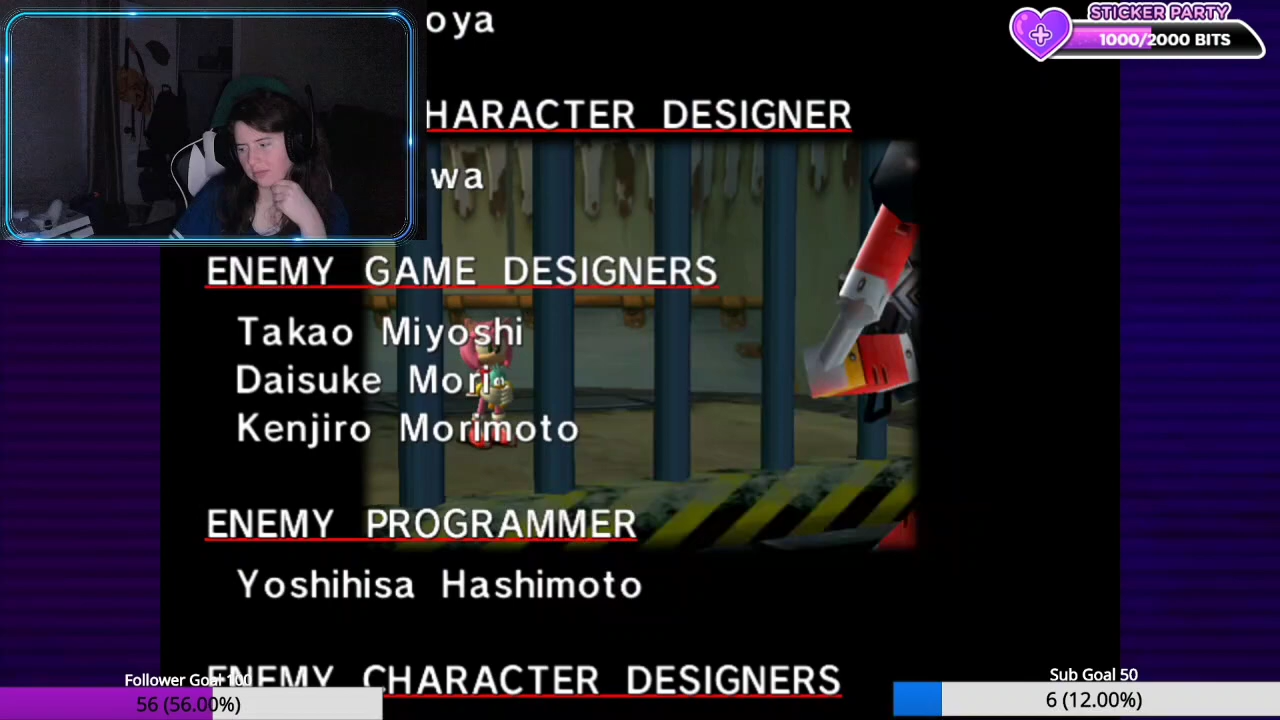 oya
STICKER PARTY
1000/2000 BITS
HARACTER DESIGNER
wa
ENEMY GAME DESIGNERS
Takao Miyoshi
Daisuke Mori
Kenjiro Morimoto
ENEMY PROGRAMMER
Yoshihisa Hashimoto
ENEMY CHARACTER DESIGNERS
Follower Goal 100
56 (56.00%)
Sub Goal 50
6 (12.00%)